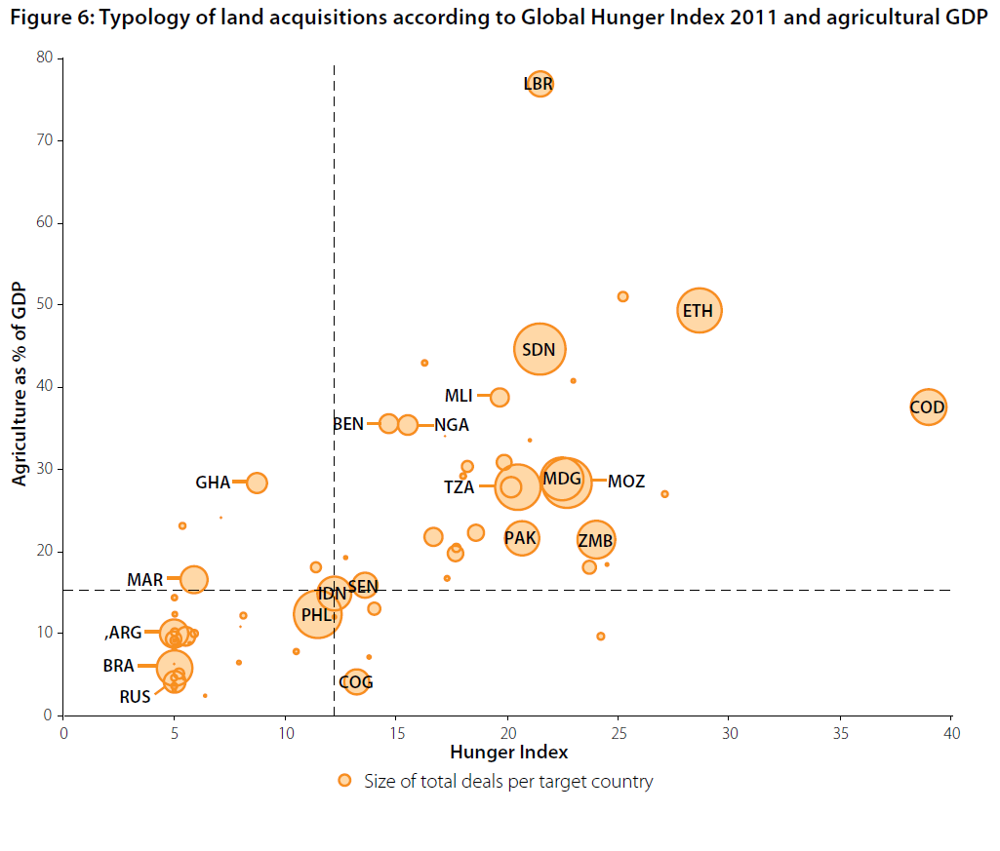 Figure 6: Typology of land acquisitions according to Global Hunger Index 2011 and agricultural GDP
80
LBR
70
60
50
ETH
SDN
40
MLI
COD
BEN
NGA
30
GHA
TZA
MDG
MOZ
20
PAK
ZMB
MAR
SEN
IDN
PHL
10
,ARG
BRA
COG
RUS
0
Agriculture as % of GDP
0 5 10 15 20 25 30 35 40
Hunger Index
Size of total deals per target country